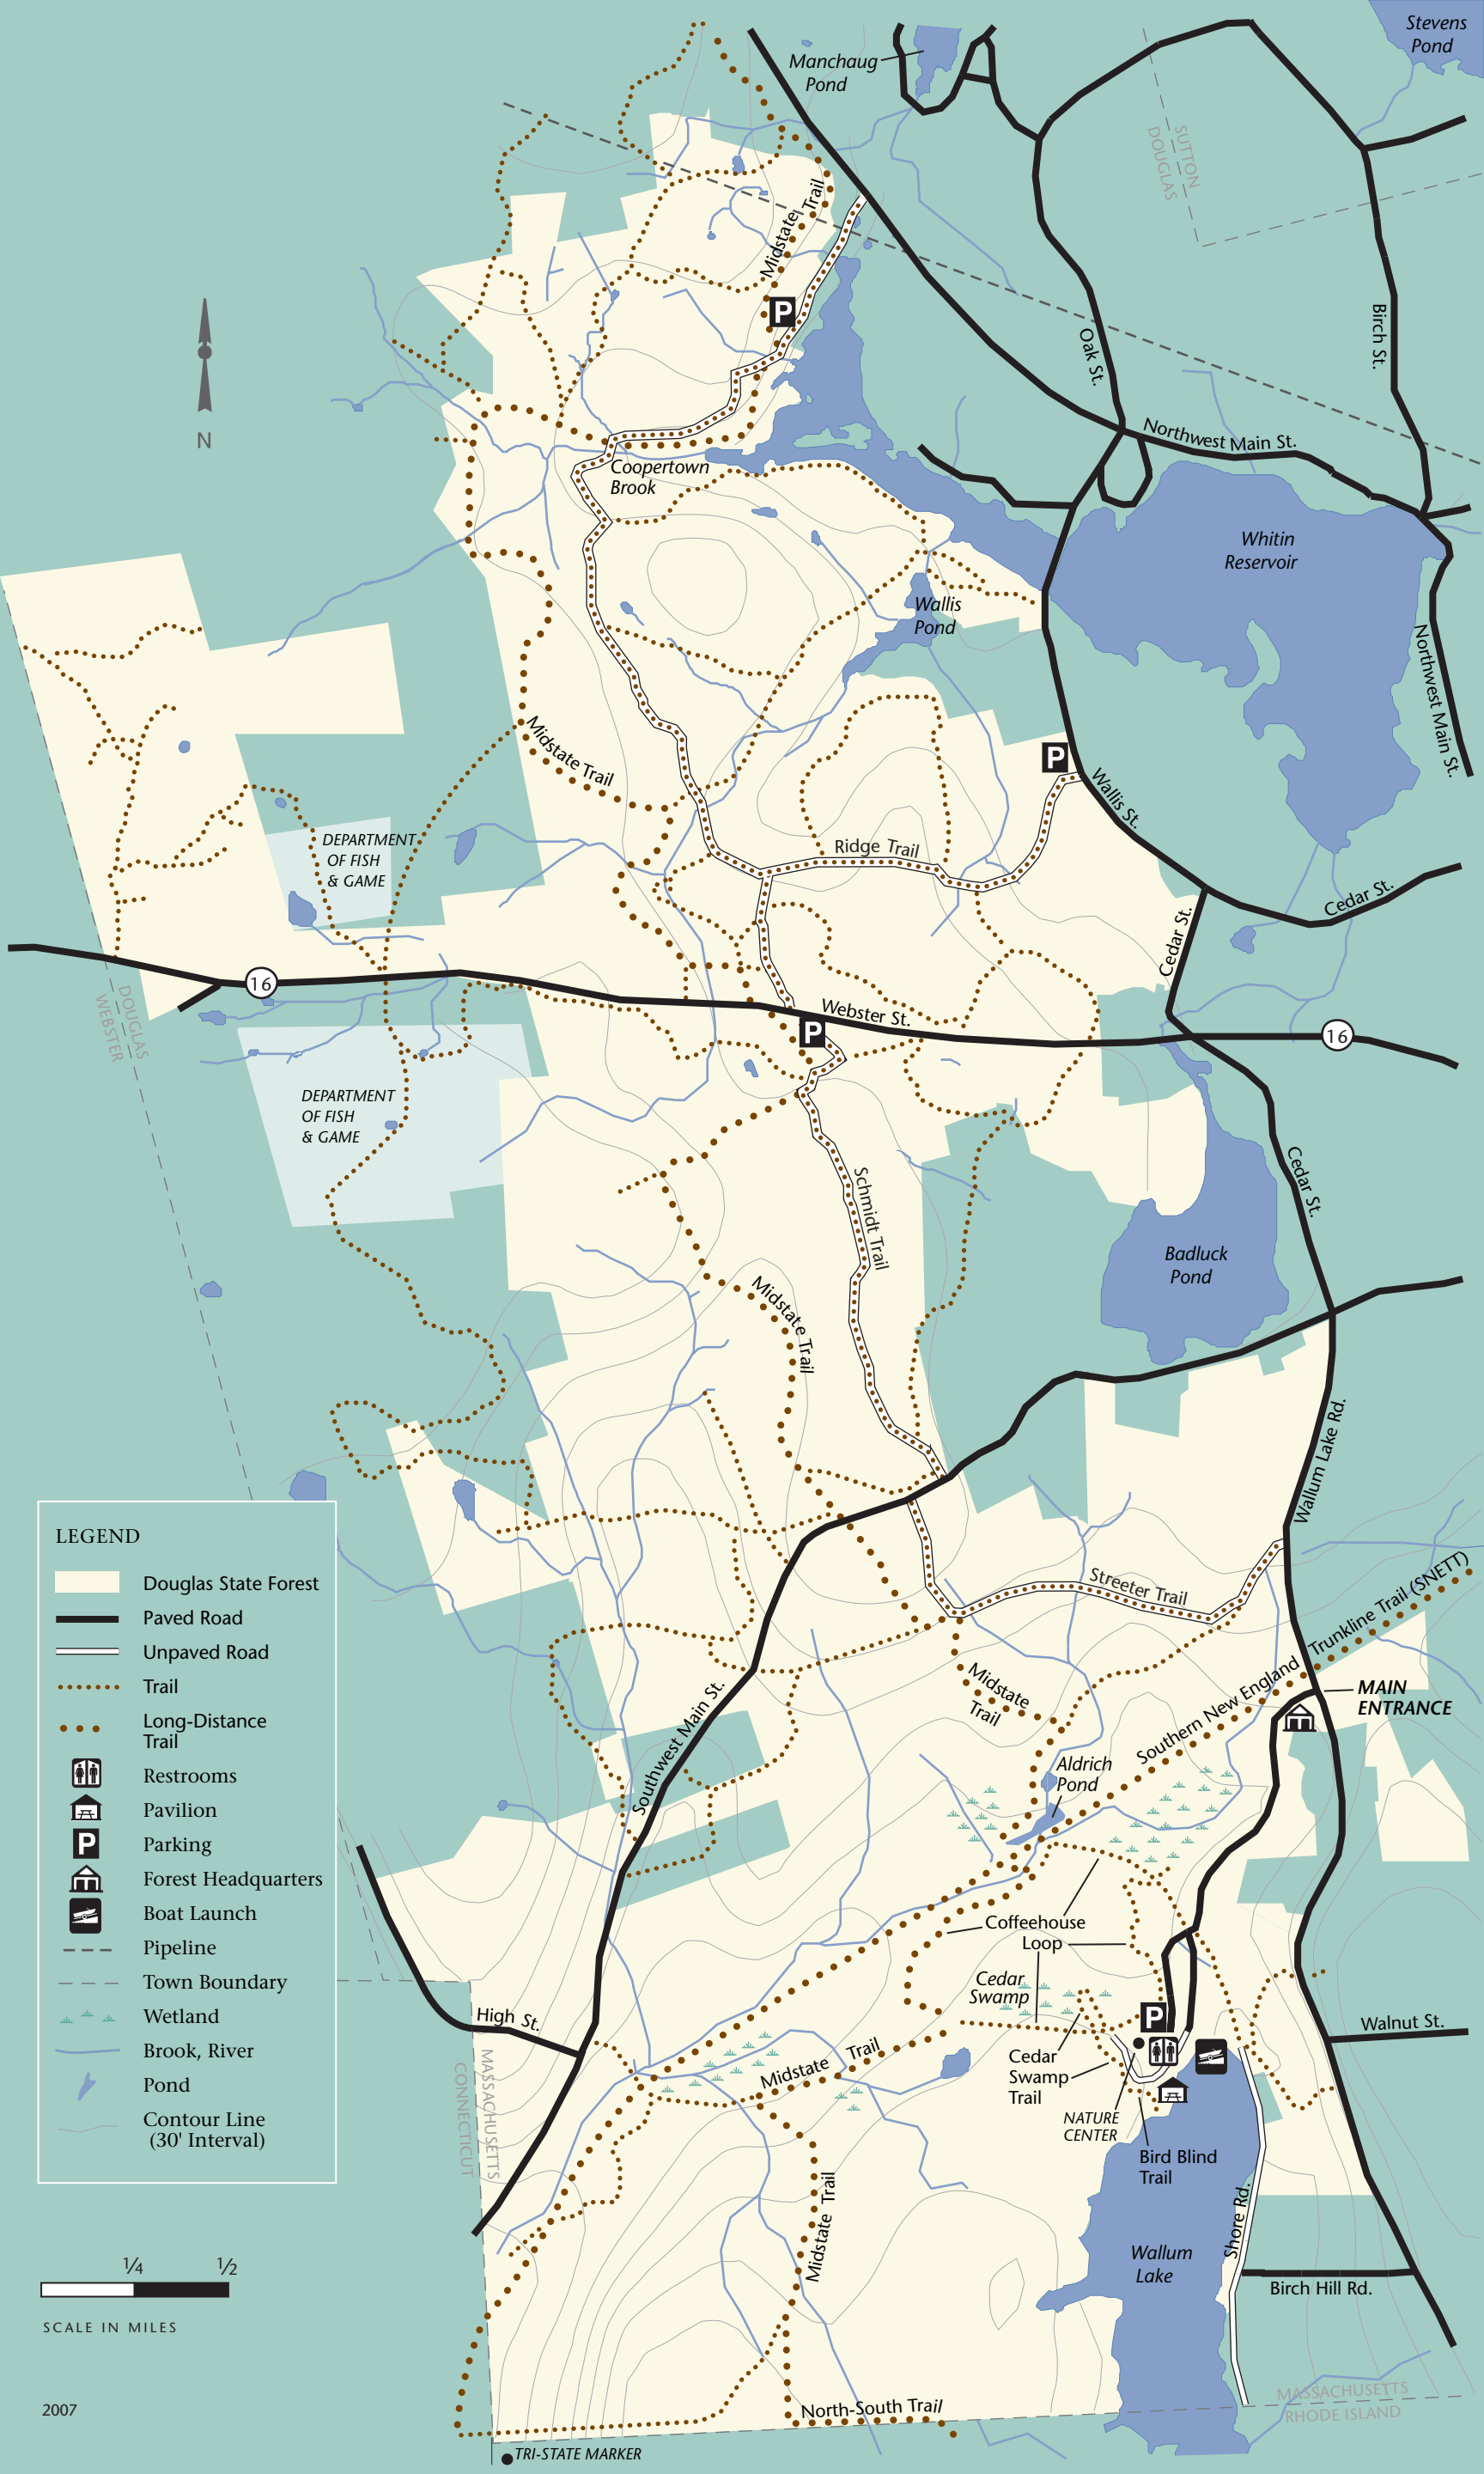 Stevens
Pond
Manchaug
Pond
SUTTON
DOUGLAS
Midstate Trail
P
Oak St.
Birch St.
N
Northwest Main St.
Coopertown
Brook
Whitin
Reservoir
Wallis
Pond
Northwest Main St.
Midstate Trail
P
Wallis St.
DEPARTMENT
OF FISH
& GAME
Ridge Trail
Cedar St.
Cedar St.
16
DOUGLAS
WEBSTER
Webster St.
P
16
DEPARTMENT
OF FISH
& GAME
Schmidt Trail
Cedar St.
Badluck
Pond
Midstate Trail
Wallum Lake Rd.
Streeter Trail
Southern New England Trunkline Trail (SNETT)
Midstate
Trail
MAIN
ENTRANCE
Southwest Main St.
Aldrich
Pond
Coffeehouse
Loop
Cedar
Swamp
P
High St.
Walnut St.
Cedar
Swamp
Trail
Midstate Trail
MASSACHUSETTS
CONNECTICUT
NATURE
CENTER
Bird Blind
Trail
Midstate Trail
Shore Rd.
Wallum
Lake
Birch Hill Rd.
North-South Trail
MASSACHUSETTS
RHODE ISLAND
TRI-STATE MARKER
LEGEND
Douglas State Forest
Paved Road
Unpaved Road
Trail
Long-Distance
Trail
Restrooms
Pavilion
P
Parking
Forest Headquarters
Boat Launch
Pipeline
Town Boundary
Wetland
Brook, River
Pond
Contour Line
(30' Interval)
¼ ½
SCALE IN MILES
2007